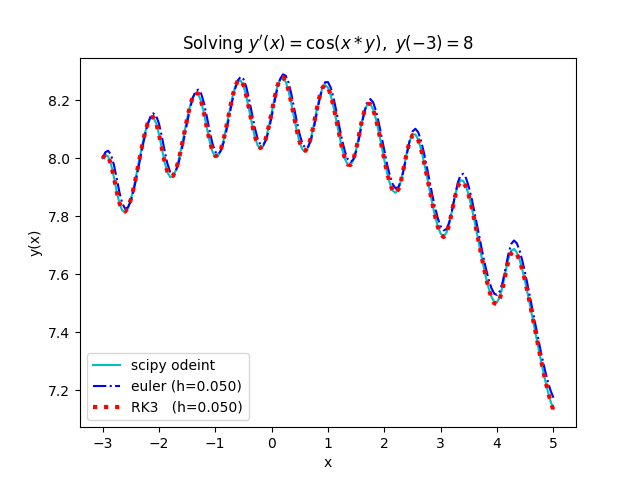 Solving y'(x) = cos(x * y), y(−3) = 8
y(x)
8.2
8.0
7.8
7.6
7.4
7.2
scipy odeint
euler (h=0.050)
RK3 (h=0.050)
−3 −2 −1 0 1 2 3 4 5
x